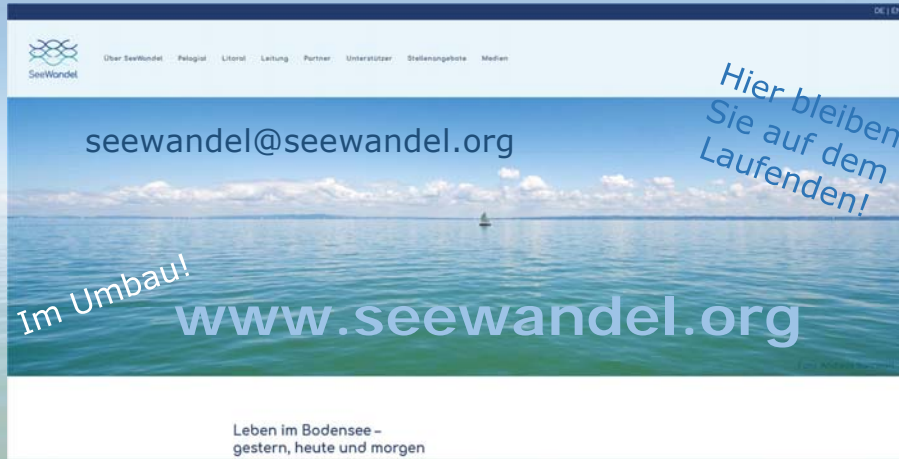 DE | EN
SeeWandel
Über SeeWandel Pelagial Litoral Leitung Partner Unterstützer Stellenangebote Medien
Hier bleiben
Sie auf dem
Laufenden!
seewandel@seewandel.org
Im Umbau!
www.seewandel.org
Leben im Bodensee –
gestern, heute und morgen